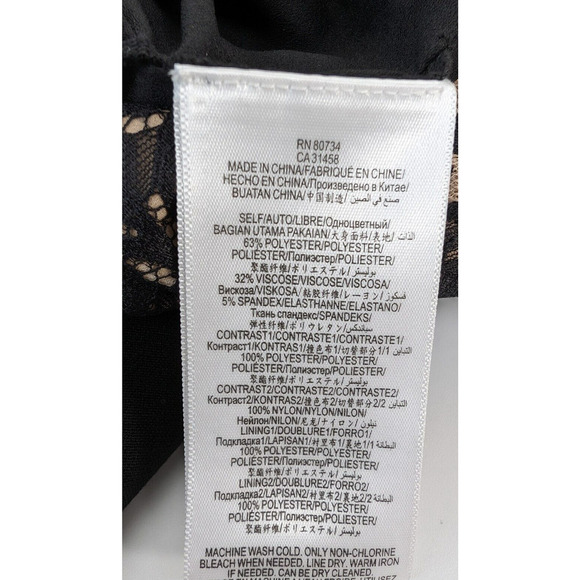 RN 80734
CA 31458
MADE IN CHINA/FABRIQUÉ EN CHINE/
HECHO EN CHINA/Произведено в Китае/
BUATAN CHINA/中国制造/ صنع في الصين
SELF/AUTO/LIBRE/Одноцветный/
BAGIAN UTAMA PAKAIAN/大身面料/表地/ الذات
63% POLYESTER/POLYESTER/
POLIÉSTER/Полиэстер/POLIESTER/
聚酯纤维/ポリエステル/ بوليستر
32% VISCOSE/VISCOSE/VISCOSA/
Вискоза/VISKOSA/粘胶纤维/レーヨン/ فسكوز
5% SPANDEX/ELASTHANNE/ELASTANO/
Ткань спандекс/SPANDEKS/
弹性纤维/ポリウレタン/ سباندكس
CONTRAST1/CONTRASTE1/CONTRASTE1/
Контраст1/KONTRAS1/撞色布1/切替部分1/ التباين 1
100% POLYESTER/POLYESTER/
POLIÉSTER/Полиэстер/POLIESTER/
聚酯纤维/ポリエステル/ بوليستر
CONTRAST2/CONTRASTE2/CONTRASTE2/
Контраст2/KONTRAS2/撞色布2/切替部分2/ التباين 2
100% NYLON/NYLON/NILON/
Нейлон/NILON/尼龙/ナイロン/ نيلون
LINING1/DOUBLURE1/FORRO1/
Подкладка1/LAPISAN1/衬里布1/裏地1/ البطانة 1
100% POLYESTER/POLYESTER/
POLIÉSTER/Полиэстер/POLIESTER/
聚酯纤维/ポリエステル/ بوليستر
LINING2/DOUBLURE2/FORRO2/
Подкладка2/LAPISAN2/衬里布2/裏地2/ البطانة 2
100% POLYESTER/POLYESTER/
POLIÉSTER/Полиэстер/POLIESTER/
聚酯纤维/ポリエステル/ بوليستر
MACHINE WASH COLD. ONLY NON-CHLORINE
BLEACH WHEN NEEDED. LINE DRY. WARM IRON
IF NEEDED. CAN BE DRY CLEANED.